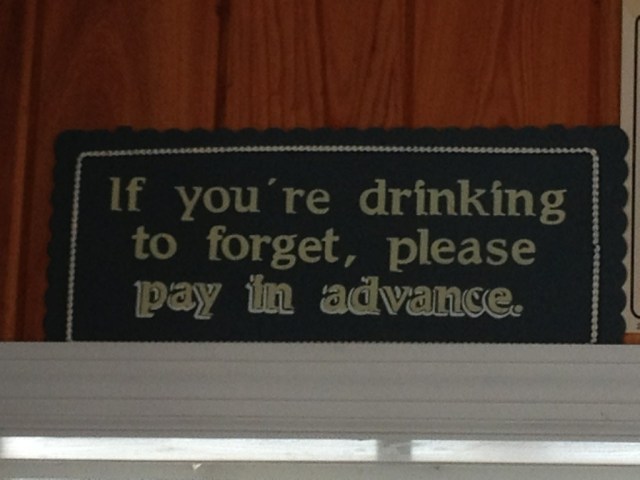 If you're drinking
to forget, please
pay in advance.